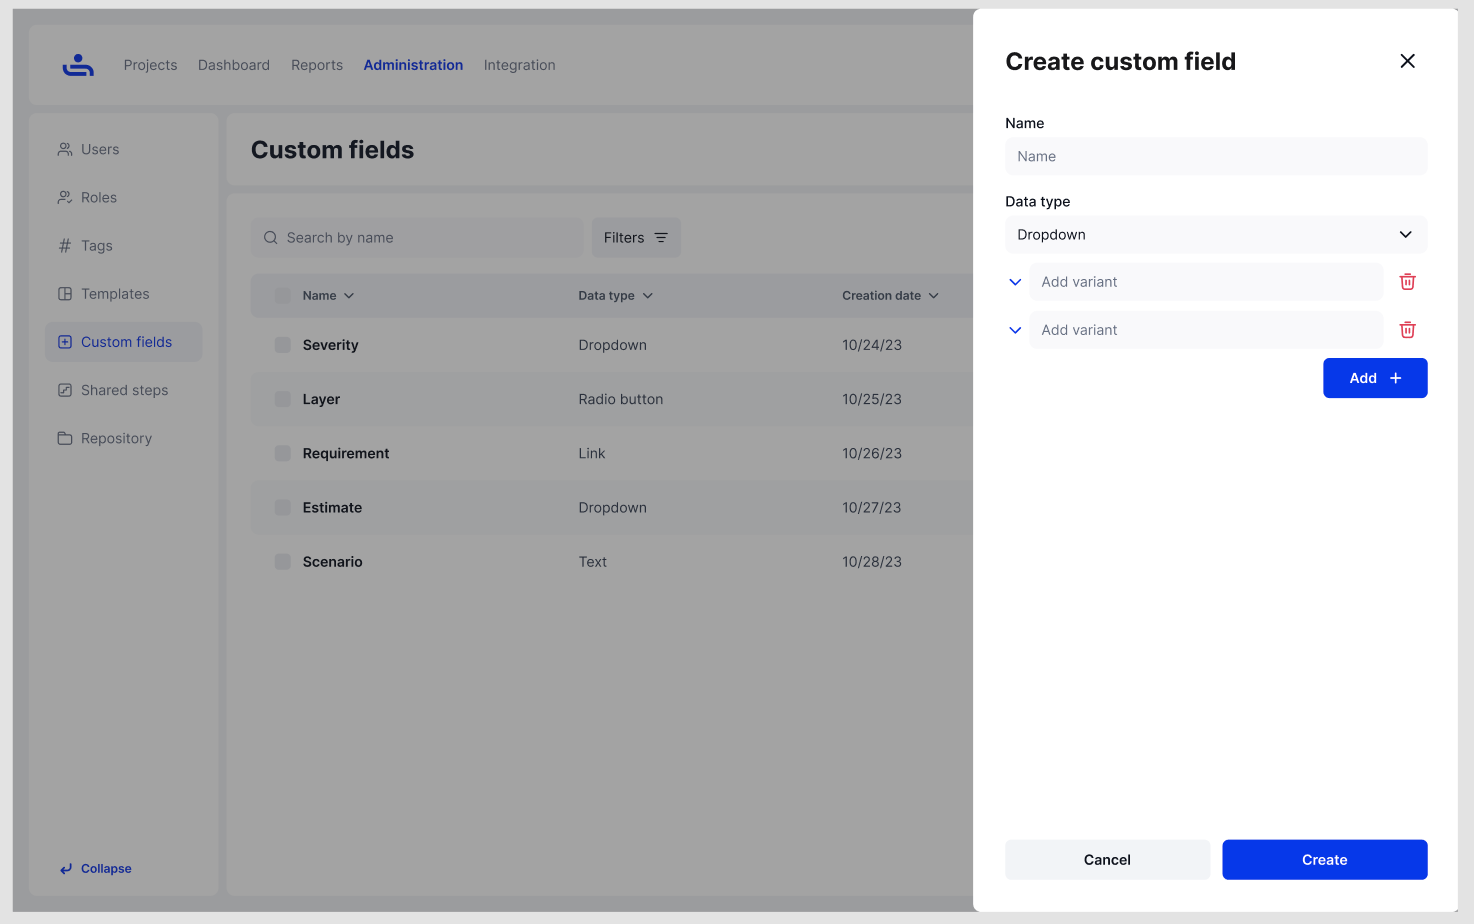 Projects Dashboard Reports Administration Integration
Users
Roles
Tags
Templates
Custom fields
Shared steps
Repository
Collapse
Custom fields
Search by name
Filters
Name Data type Creation date
Severity Dropdown 10/24/23
Layer Radio button 10/25/23
Requirement Link 10/26/23
Estimate Dropdown 10/27/23
Scenario Text 10/28/23
Create custom field
Name
Name
Data type
Dropdown
Add variant
Add variant
Add
Cancel
Create